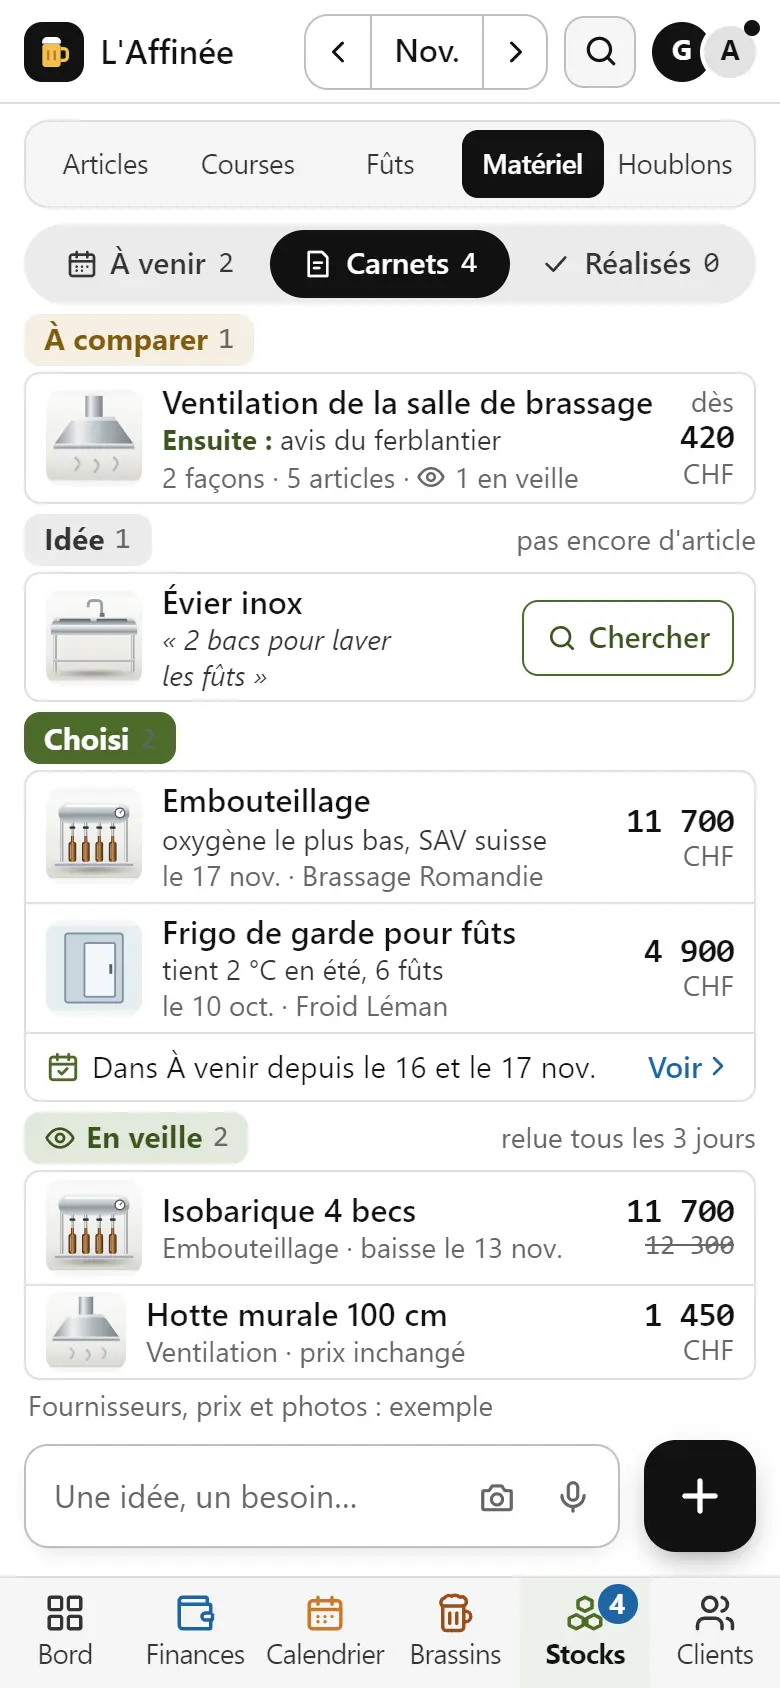 L'Affinée
Nov.
G
A
Articles
Courses
Fûts
Matériel
Houblons
À venir 2
Carnets 4
Réalisés 0
À comparer 1
Ventilation de la salle de brassage
dès
420
CHF
Ensuite : avis du ferblantier
2 façons · 5 articles · 1 en veille
Idée 1
pas encore d'article
Évier inox
« 2 bacs pour laver
les fûts »
Chercher
Choisi 2
Embouteillage
oxygène le plus bas, SAV suisse
le 17 nov. · Brassage Romandie
11 700
CHF
Frigo de garde pour fûts
tient 2 °C en été, 6 fûts
le 10 oct. · Froid Léman
4 900
CHF
Dans À venir depuis le 16 et le 17 nov.
Voir
En veille 2
relue tous les 3 jours
Isobarique 4 becs
Embouteillage · baisse le 13 nov.
11 700
12 300
Hotte murale 100 cm
Ventilation · prix inchangé
1 450
CHF
Fournisseurs, prix et photos : exemple
Une idée, un besoin...
Bord
Finances
Calendrier
Brassins
4
Stocks
Clients